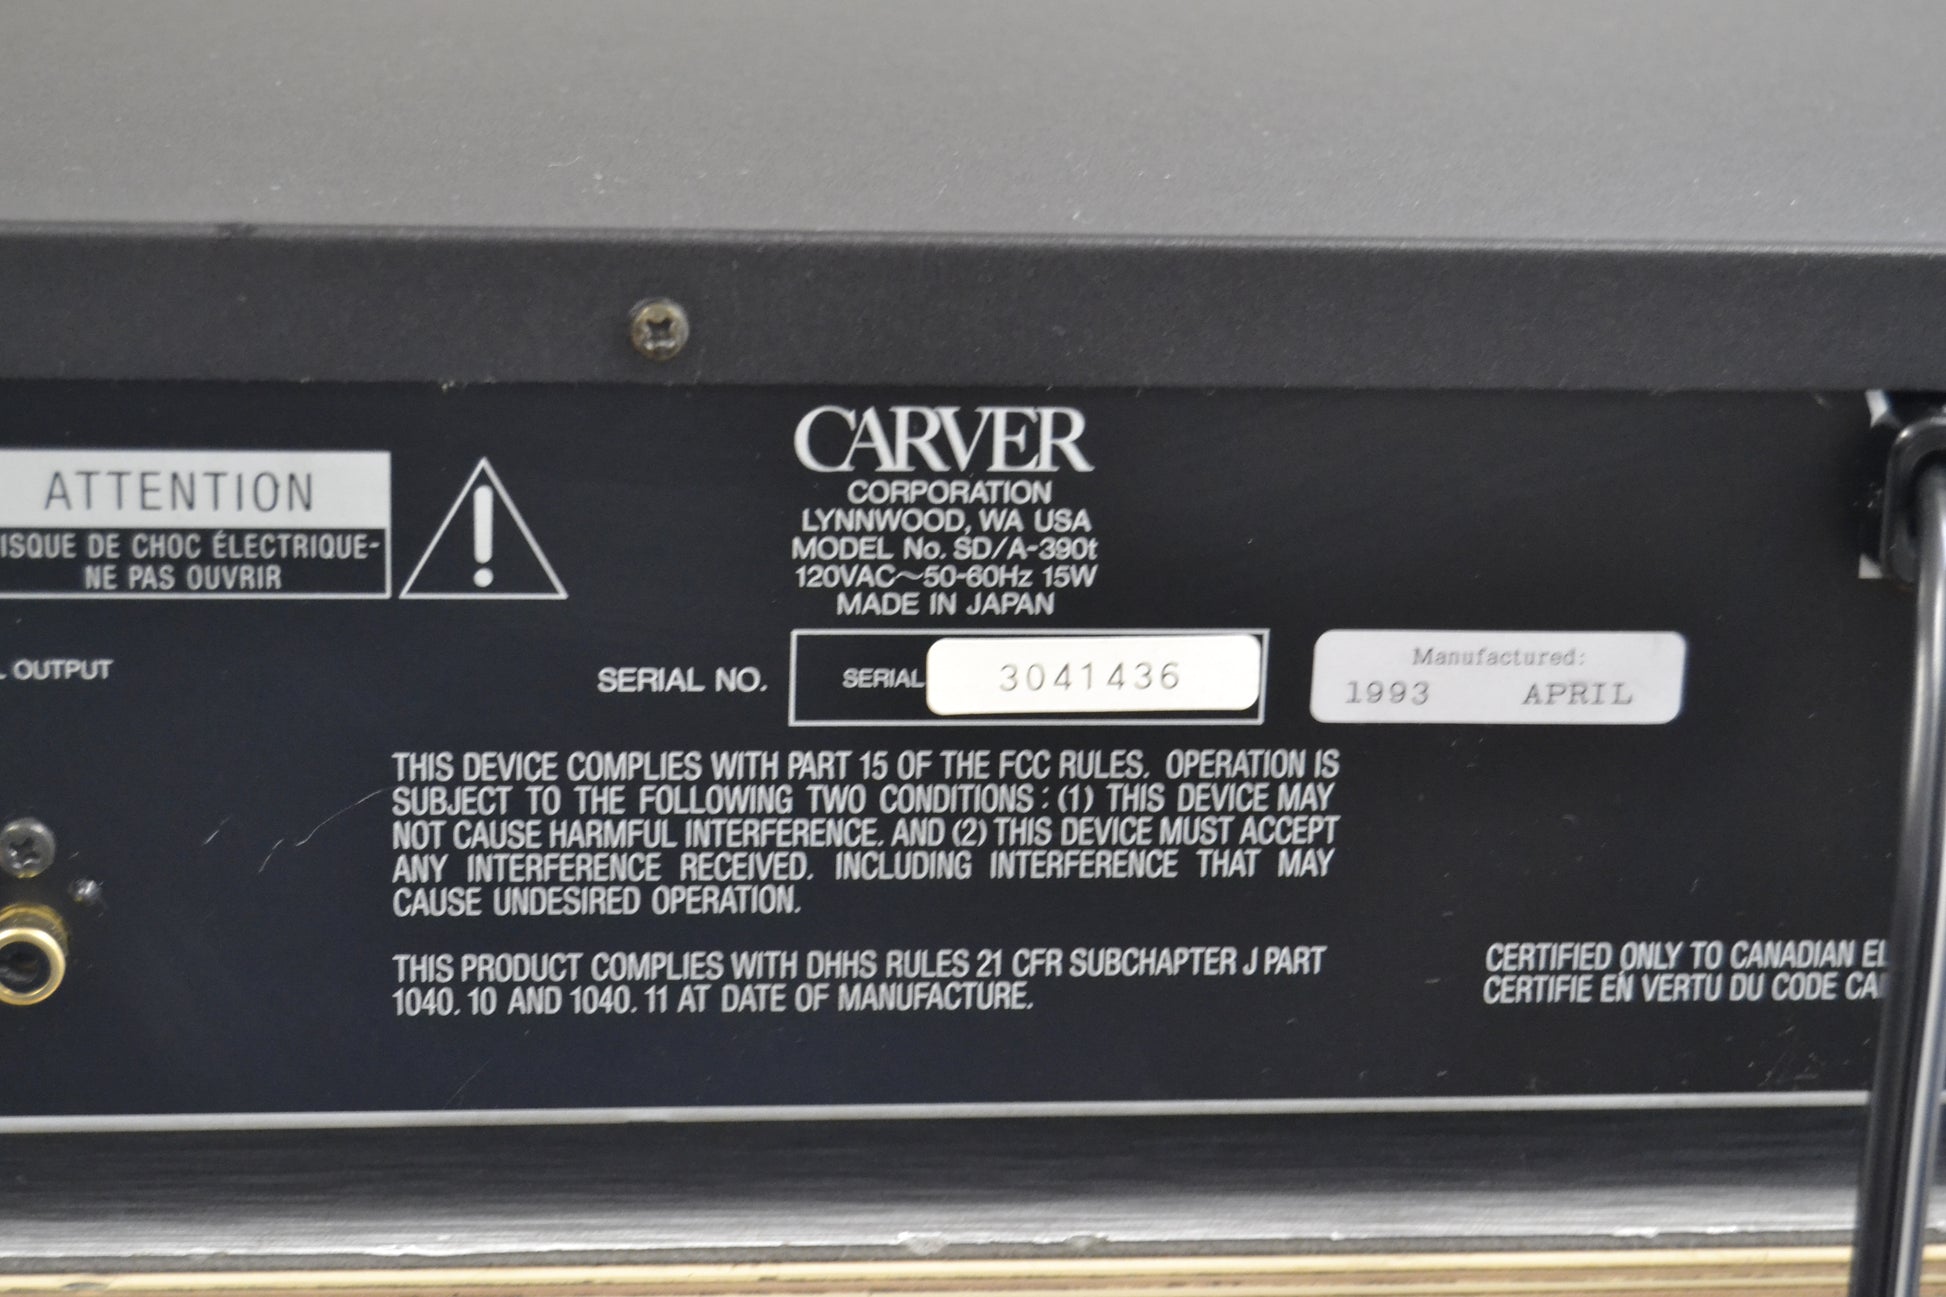 ATTENTION
ISQUE DE CHOC ÉLECTRIQUE-
NE PAS OUVRIR
CARVER
CORPORATION
LYNNWOOD, WA USA
MODEL No. SD/A-390t
120VAC~50-60Hz 15W
MADE IN JAPAN
OUTPUT
SERIAL NO.
SERIAL
3041436
Manufactured:
1993 APRIL
THIS DEVICE COMPLIES WITH PART 15 OF THE FCC RULES. OPERATION IS
SUBJECT TO THE FOLLOWING TWO CONDITIONS : (1) THIS DEVICE MAY
NOT CAUSE HARMFUL INTERFERENCE. AND (2) THIS DEVICE MUST ACCEPT
ANY INTERFERENCE RECEIVED. INCLUDING INTERFERENCE THAT MAY
CAUSE UNDESIRED OPERATION.
THIS PRODUCT COMPLIES WITH DHHS RULES 21 CFR SUBCHAPTER J PART
1040. 10 AND 1040. 11 AT DATE OF MANUFACTURE.
CERTIFIED ONLY TO CANADIAN EL
CERTIFIE EN VERTU DU CODE CA